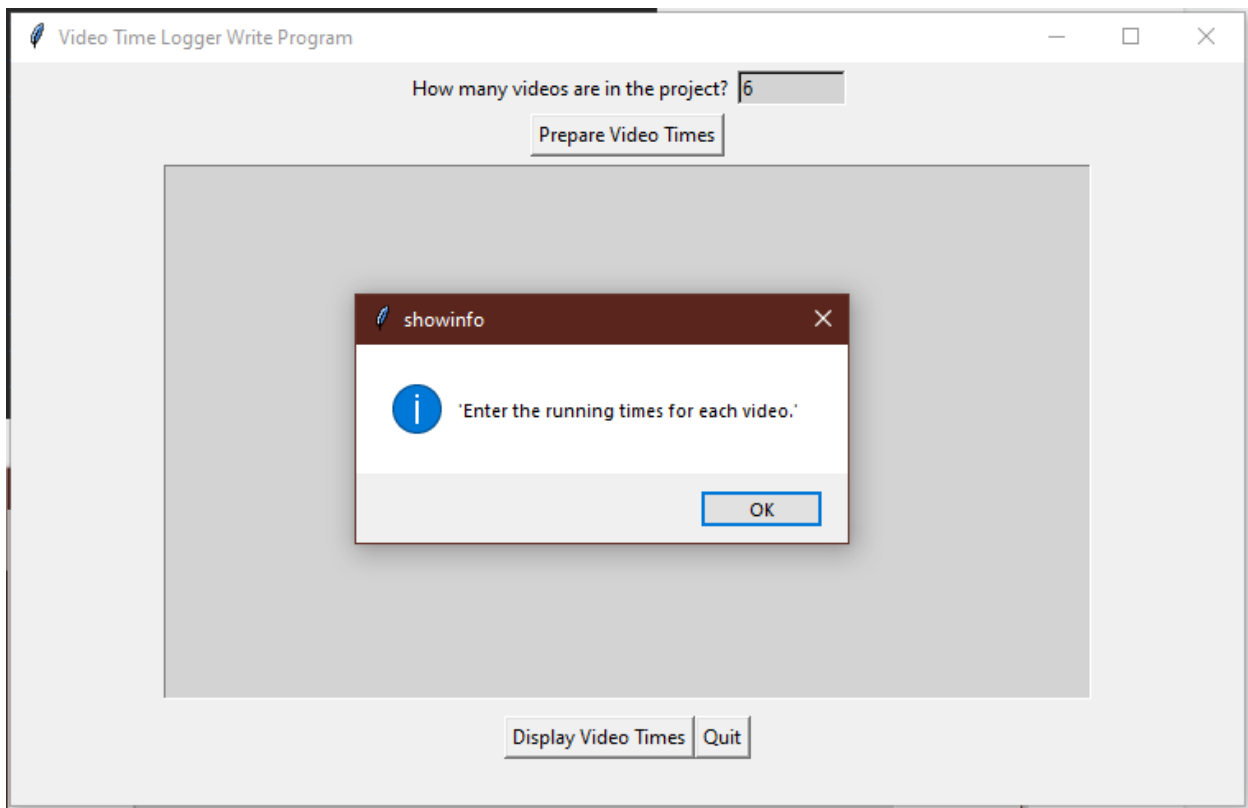 Video Time Logger Write Program
How many videos are in the project? 6
Prepare Video Times
showinfo
'Enter the running times for each video.'
OK
Display Video Times Quit